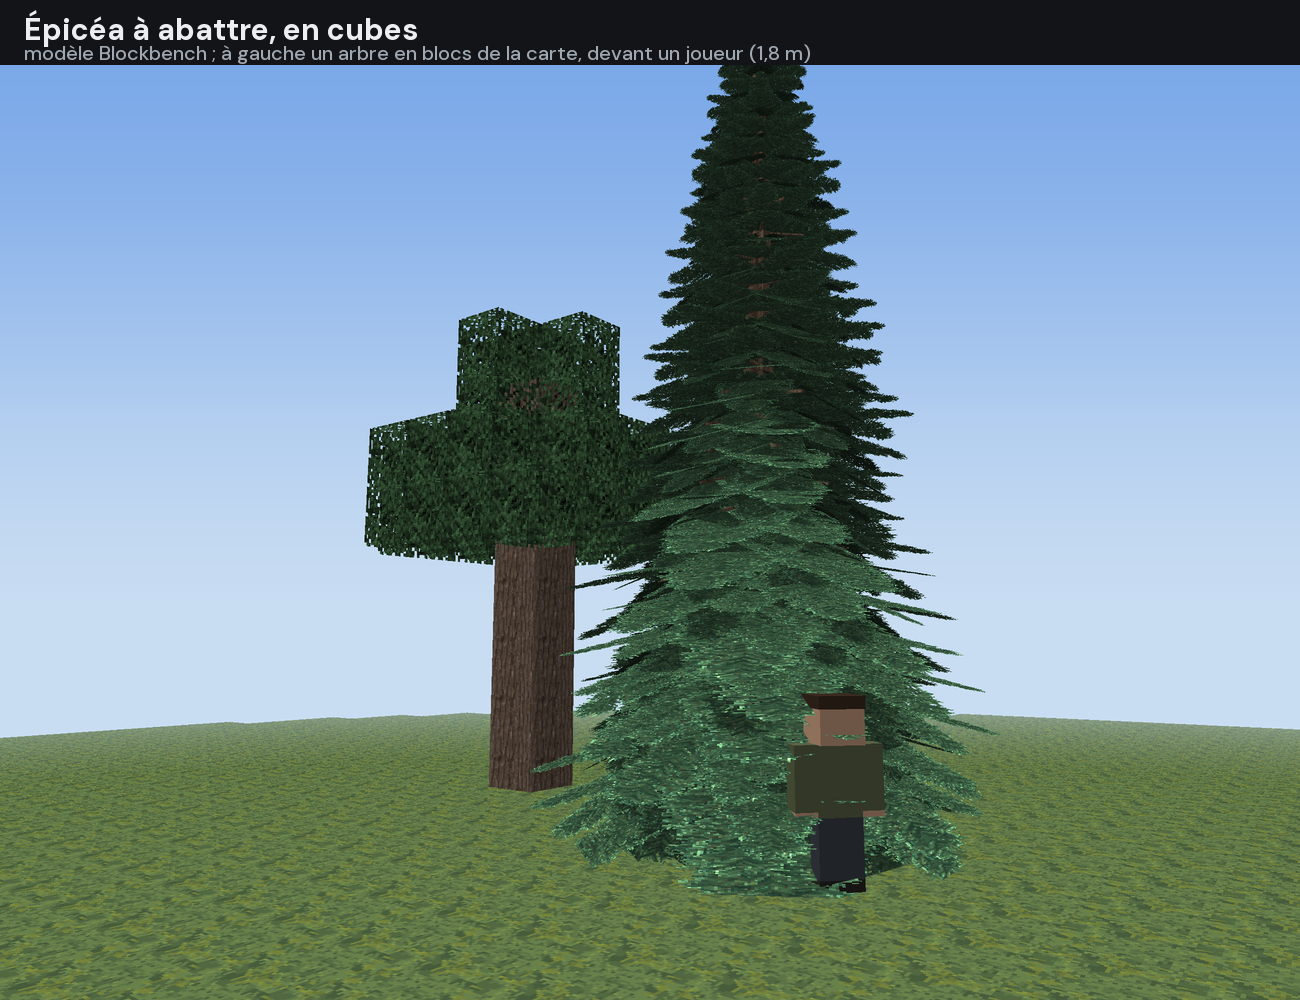 Épicéa à abattre, en cubes
modèle Blockbench ; à gauche un arbre en blocs de la carte, devant un joueur (1,8 m)